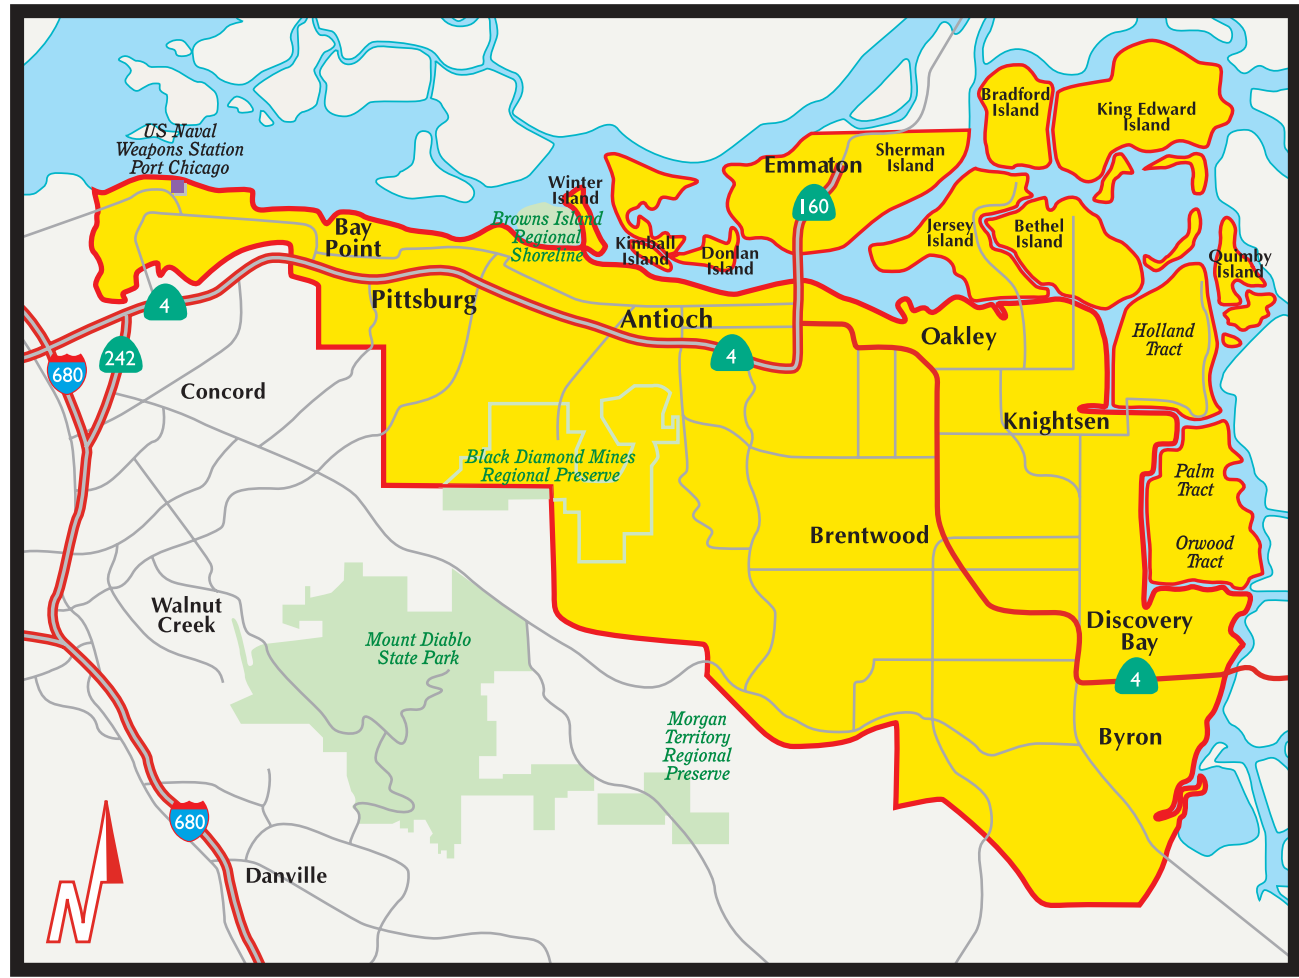 US Naval
Weapons Station
Port Chicago
Bradford
Island
King Edward
Island
Emmaton
Sherman
Island
160
Winter
Island
Browns Island
Regional
Shoreline
Kimball
Island
Donlan
Island
Jersey
Island
Bethel
Island
Quimby
Island
Bay
Point
Pittsburg
Antioch
Oakley
Holland
Tract
4
242
680
4
Concord
Knightsen
Black Diamond Mines
Regional Preserve
Palm
Tract
Orwood
Tract
Brentwood
Walnut
Creek
Mount Diablo
State Park
Discovery
Bay
4
Morgan
Territory
Regional
Preserve
Byron
680
Danville
N